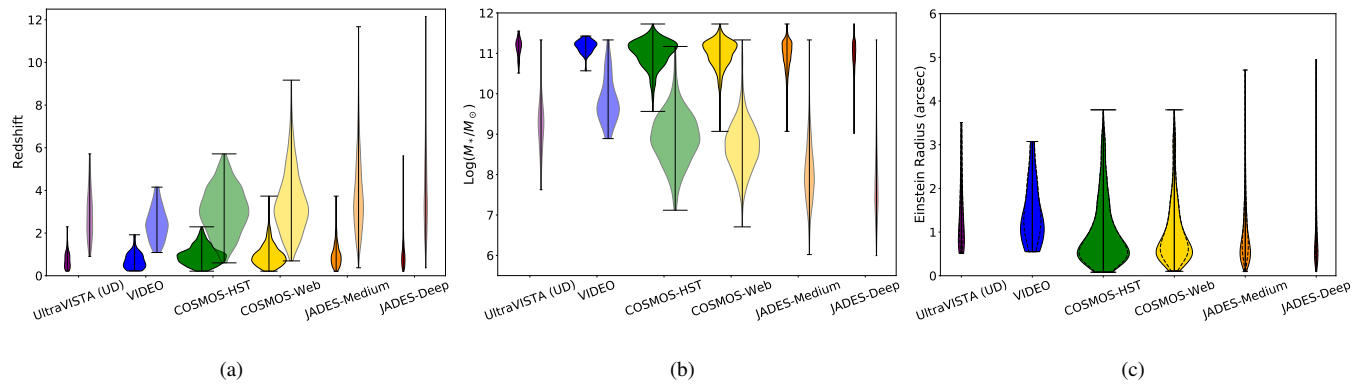 Redshift
12
10
8
6
4
2
0
UltraVISTA (UD)
VIDEO
COSMOS-HST
COSMOS-Web
JADES-Medium
JADES-Deep
(a)
Log(M*/M⊙)
12
11
10
9
8
7
6
UltraVISTA (UD)
VIDEO
COSMOS-HST
COSMOS-Web
JADES-Medium
JADES-Deep
(b)
Einstein Radius (arcsec)
6
5
4
3
2
1
0
UltraVISTA (UD)
VIDEO
COSMOS-HST
COSMOS-Web
JADES-Medium
JADES-Deep
(c)